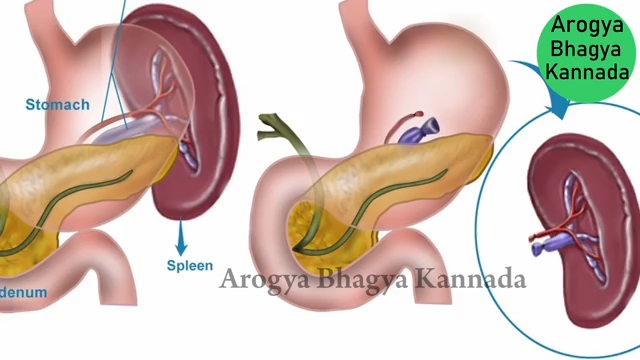 Arogya
Bhagya
Kannada
Stomach
Spleen
Arogya Bhagya Kannada
denum